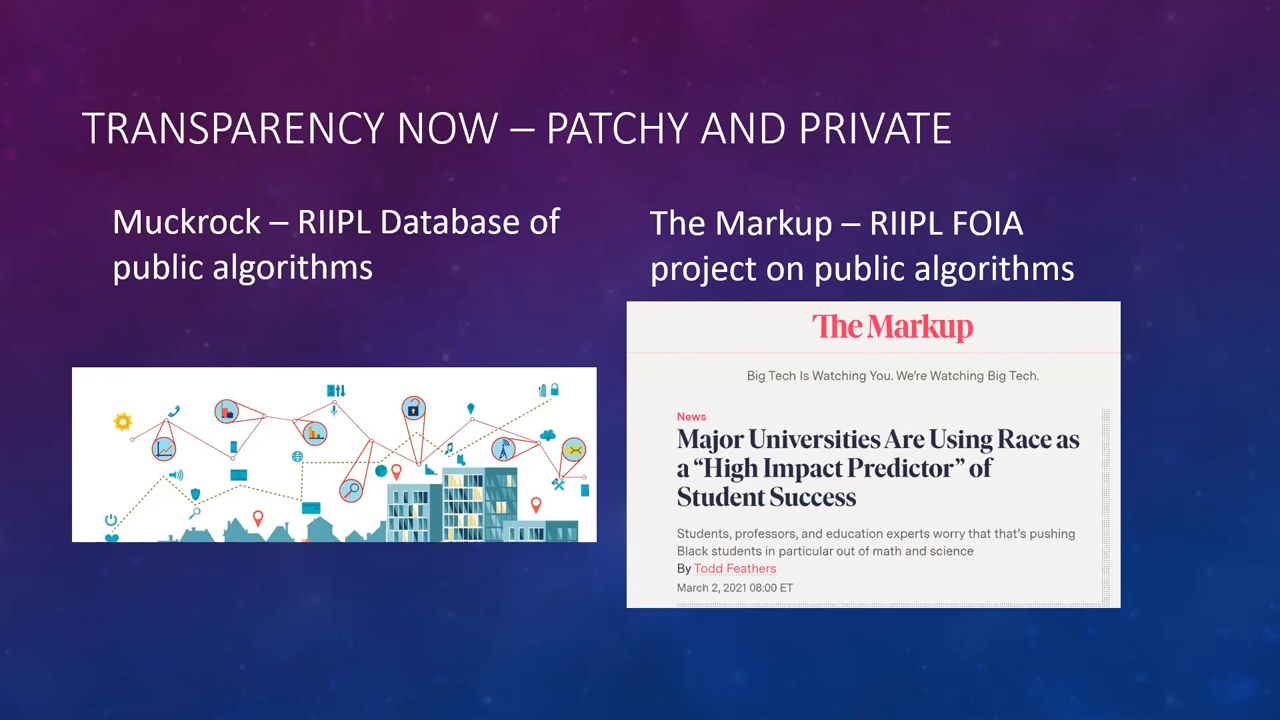 TRANSPARENCY NOW – PATCHY AND PRIVATE
Muckrock – RIIPL Database of
public algorithms
The Markup – RIIPL FOIA
project on public algorithms
The Markup
Big Tech Is Watching You. We're Watching Big Tech.
News
Major Universities Are Using Race as
a “High Impact Predictor” of
Student Success
Students, professors, and education experts worry that that's pushing
Black students in particular out of math and science
By Todd Feathers
March 2, 2021 08:00 ET